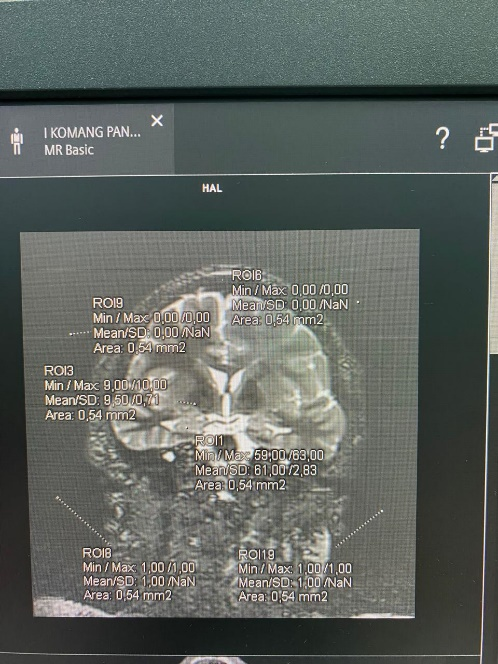 I KOMANG PAN...
MR Basic
?
HAL
ROI6
Min / Max: 0,00 /0,00
Mean/SD: 0,00 /NaN
Area: 0,54 mm2
ROI9
Min / Max: 0,00 /0,00
Mean/SD: 0,00 /NaN
Area: 0,54 mm2
ROI3
Min / Max: 9,00 /10,00
Mean/SD: 9,50 /0,71
Area: 0,54 mm2
ROI1
Min / Max: 59,00 /63,00
Mean/SD: 61,00 /2,83
Area: 0,54 mm2
ROI8
Min / Max: 1,00 /1,00
Mean/SD: 1,00 /NaN
Area: 0,54 mm2
ROI19
Min / Max: 1,00 /1,00
Mean/SD: 1,00 /NaN
Area: 0,54 mm2